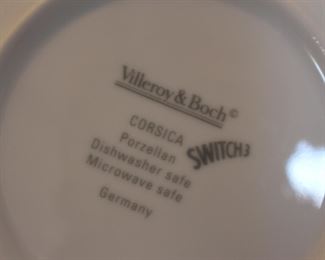 Villeroy & Boch©
CORSICA
Porzellan
Dishwasher safe
Microwave safe
Germany
SWITCH3